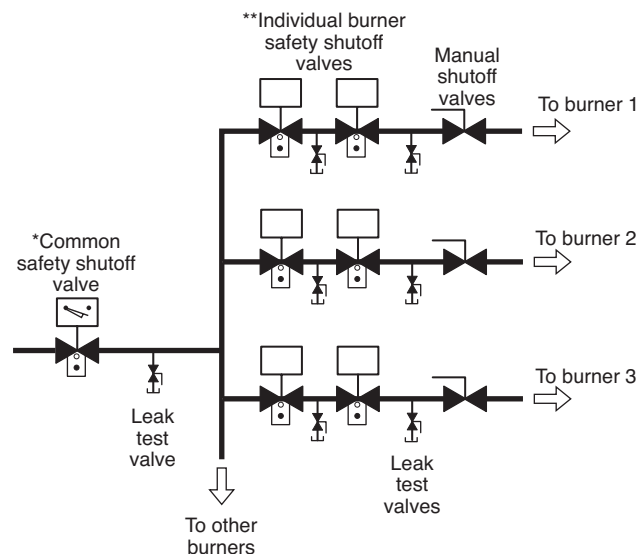 **Individual burner
safety shutoff
valves
Manual
shutoff
valves
To burner 1
*Common
safety shutoff
valve
To burner 2
To burner 3
Leak
test
valve
Leak
test
valves
To other
burners